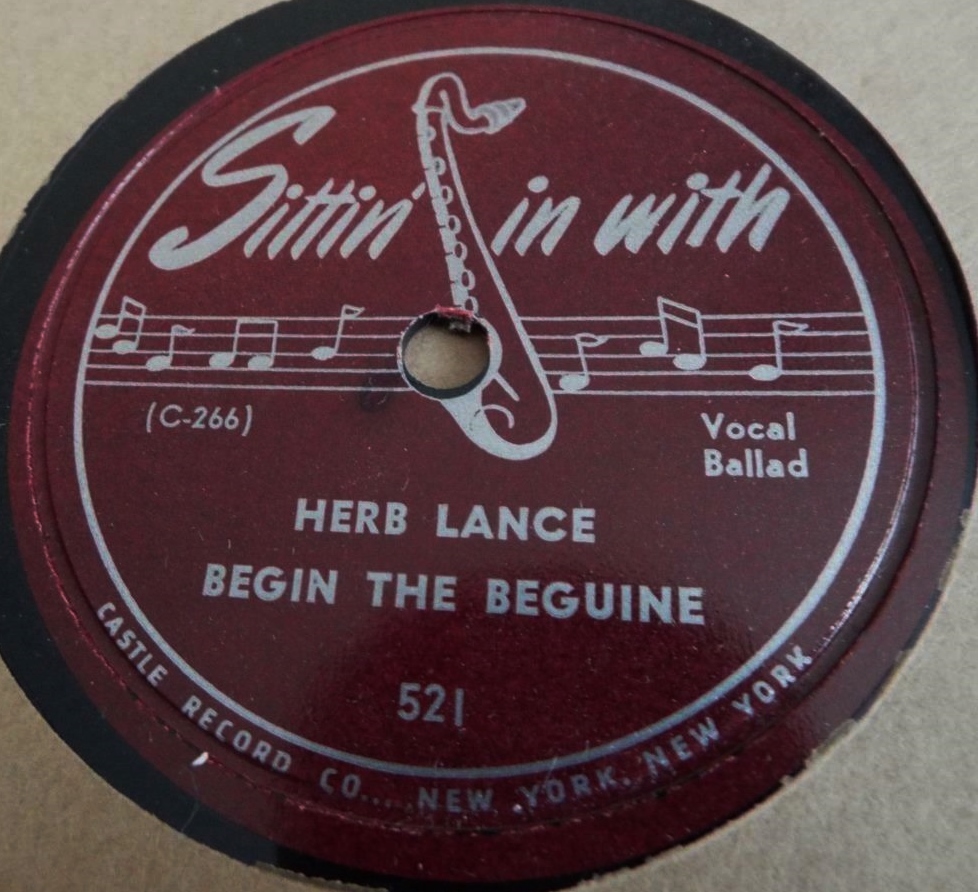 Sittin' in with
(C-266)
Vocal
Ballad
HERB LANCE
BEGIN THE BEGUINE
521
CASTLE RECORD CO.....NEW YORK, NEW YORK